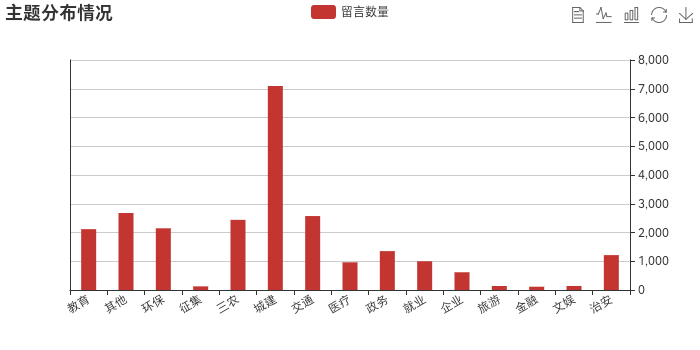 主题分布情况
留言数量
8,000
7,000
6,000
5,000
4,000
3,000
2,000
1,000
0
教育
其他
环保
征集
三农
城建
交通
医疗
政务
就业
企业
旅游
金融
文娱
治安